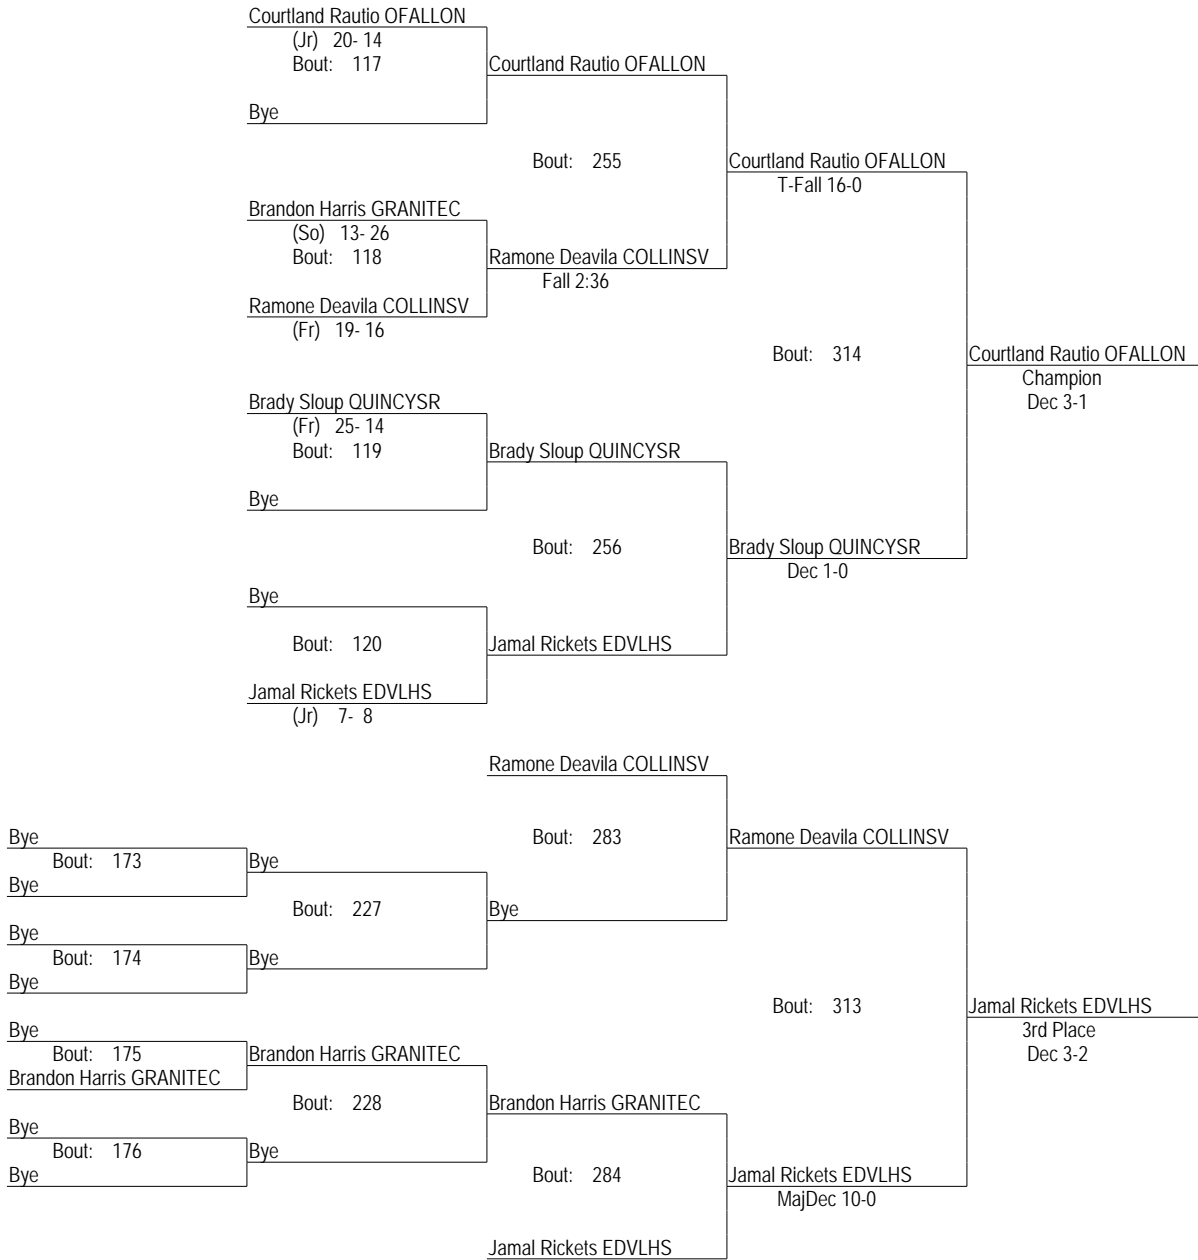 Courtland Rautio OFALLON
(Jr) 20- 14
Bout: 117
Courtland Rautio OFALLON
Bye
Bout: 255
Courtland Rautio OFALLON
T-Fall 16-0
Brandon Harris GRANITEC
(So) 13- 26
Bout: 118
Ramone Deavila COLLINSV
Fall 2:36
Ramone Deavila COLLINSV
(Fr) 19- 16
Bout: 314
Courtland Rautio OFALLON
Champion
Dec 3-1
Brady Sloup QUINCYSR
(Fr) 25- 14
Bout: 119
Brady Sloup QUINCYSR
Bye
Bout: 256
Brady Sloup QUINCYSR
Dec 1-0
Bye
Bout: 120
Jamal Rickets EDVLHS
Jamal Rickets EDVLHS
(Jr) 7- 8
Ramone Deavila COLLINSV
Bye
Bout: 283
Ramone Deavila COLLINSV
Bout: 173
Bye
Bye
Bout: 227
Bye
Bye
Bout: 174
Bye
Bye
Bout: 313
Jamal Rickets EDVLHS
3rd Place
Dec 3-2
Bye
Bout: 175
Brandon Harris GRANITEC
Brandon Harris GRANITEC
Bout: 228
Brandon Harris GRANITEC
Bye
Bout: 176
Bye
Bye
Bout: 284
Jamal Rickets EDVLHS
MajDec 10-0
Jamal Rickets EDVLHS